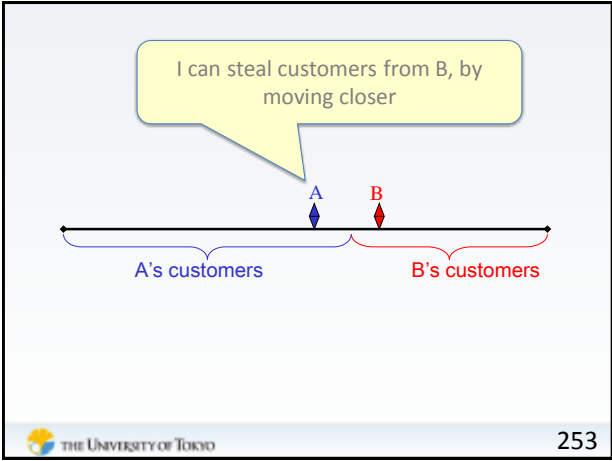 I can steal customers from B, by
moving closer
A B
A's customers B's customers
THE UNIVERSITY OF TOKYO 253